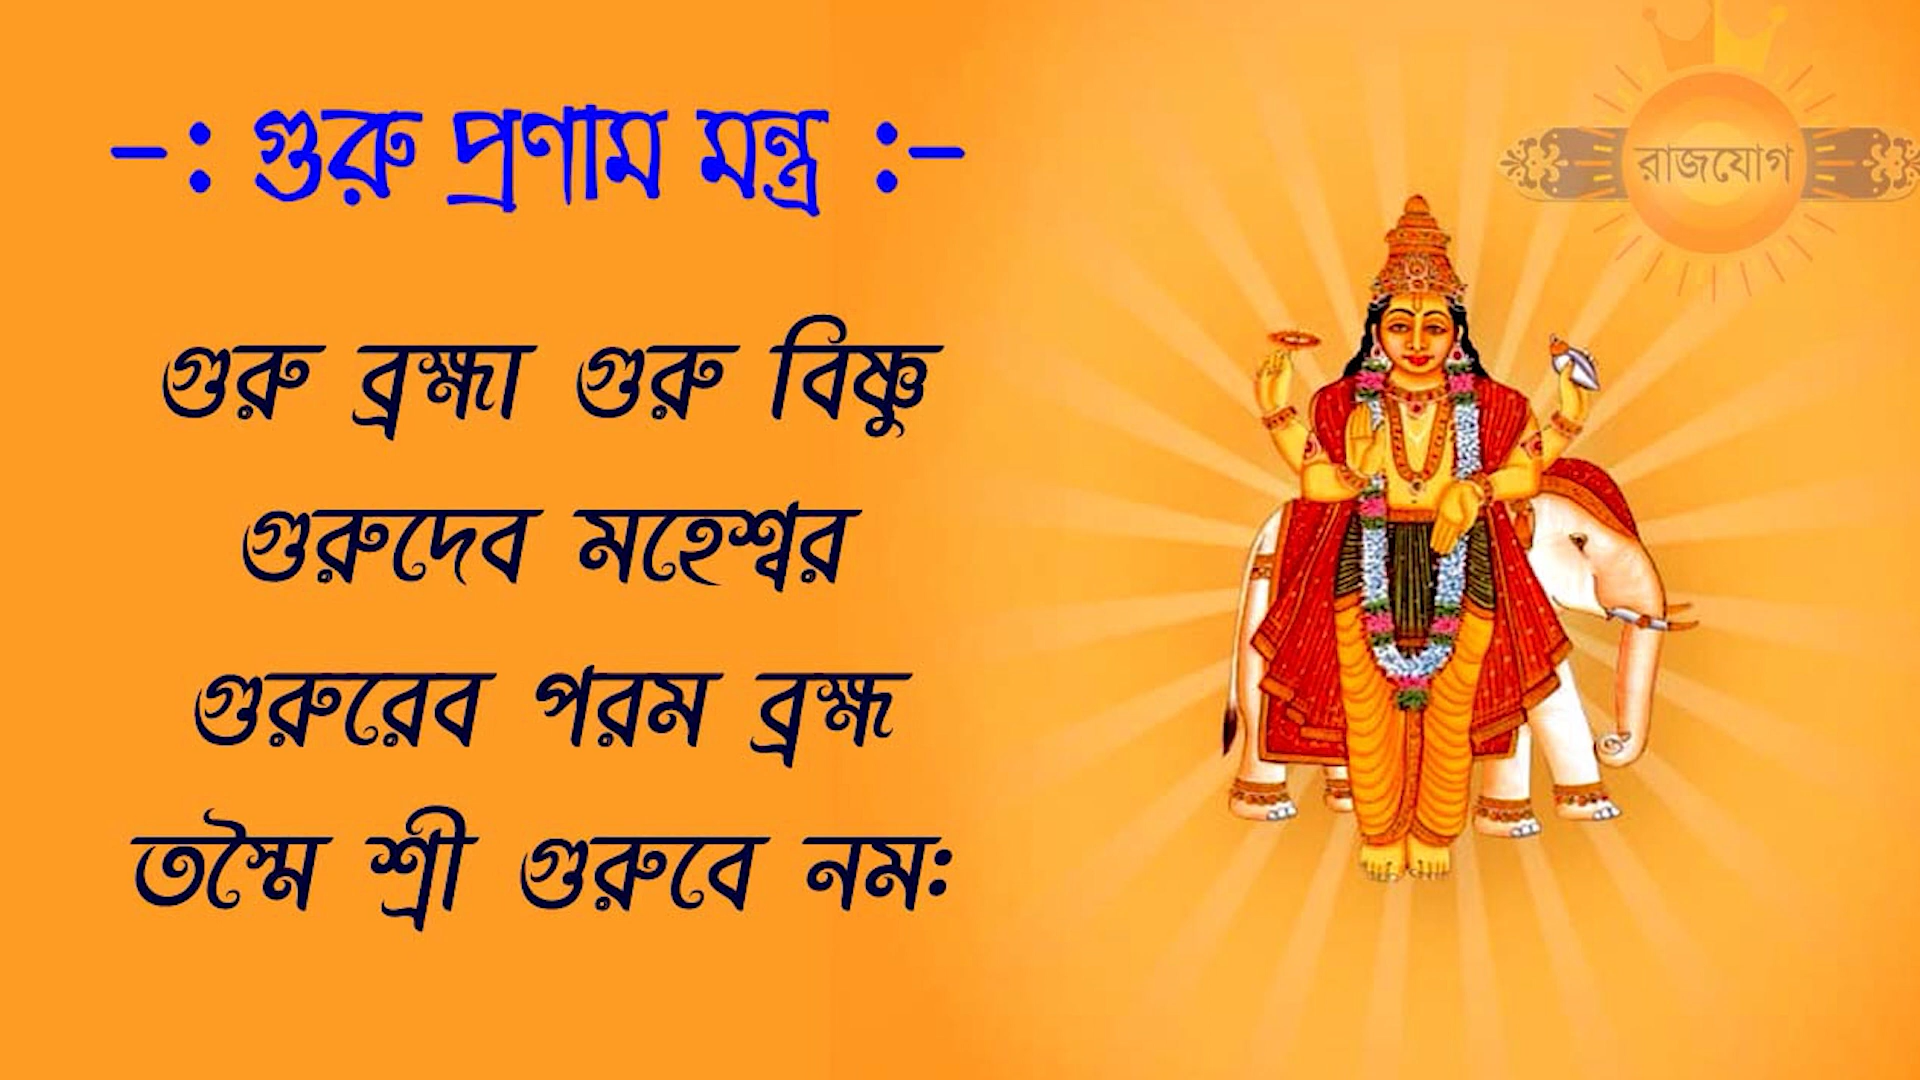 -: গুরু প্রণাম মন্ত্র :-
রাজযোগ
গুরু ব্রহ্মা গুরু বিষ্ণু
গুরুদেব মহেশ্বর
গুরুরেব পরম ব্রহ্ম
তস্মৈ শ্রী গুরুবে নমঃ